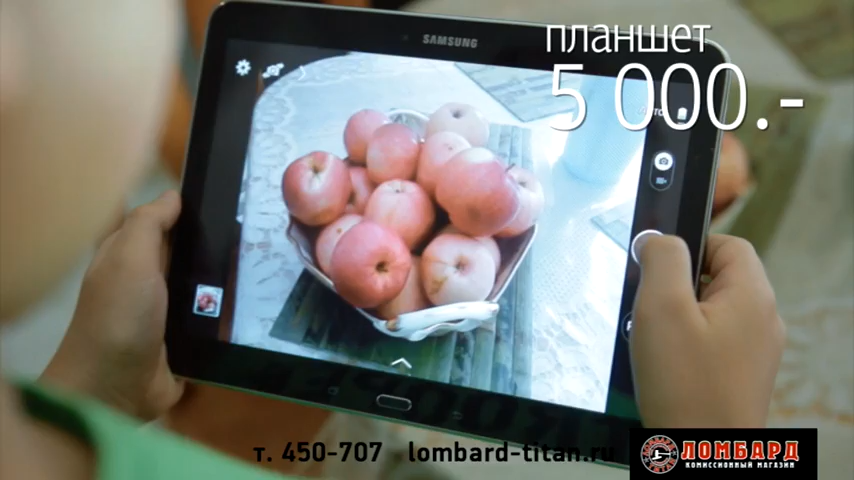 SAMSUNG
планшет
5 000.-
т. 450-707 lombard-titan.ru
ЛОМБАРД
КОМИССИОННЫЙ МАГАЗИН